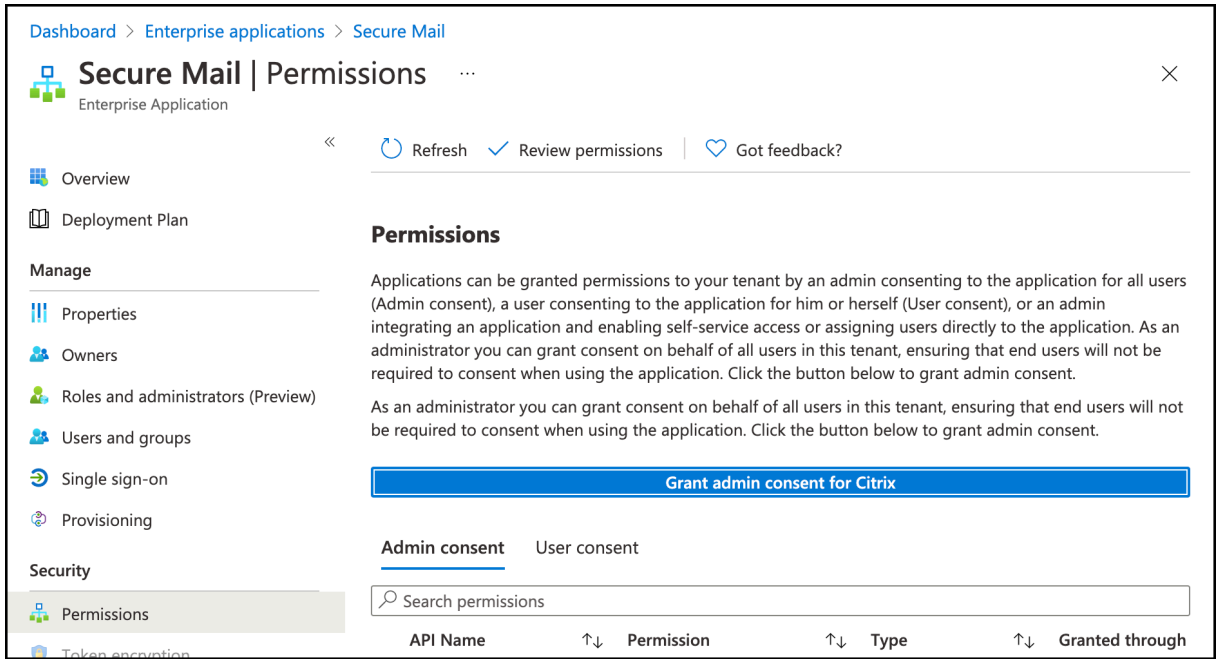 Dashboard > Enterprise applications > Secure Mail
Secure Mail | Permissions ...
Enterprise Application
«
Refresh Review permissions Got feedback?
Overview
Deployment Plan
Manage
Properties
Owners
Roles and administrators (Preview)
Users and groups
Single sign-on
Provisioning
Security
Permissions
Token encryption
Permissions
Applications can be granted permissions to your tenant by an admin consenting to the application for all users
(Admin consent), a user consenting to the application for him or herself (User consent), or an admin
integrating an application and enabling self-service access or assigning users directly to the application. As an
administrator you can grant consent on behalf of all users in this tenant, ensuring that end users will not be
required to consent when using the application. Click the button below to grant admin consent.
As an administrator you can grant consent on behalf of all users in this tenant, ensuring that end users will not
be required to consent when using the application. Click the button below to grant admin consent.
Grant admin consent for Citrix
Admin consent User consent
Search permissions
API Name ↑↓ Permission ↑↓ Type ↑↓ Granted through